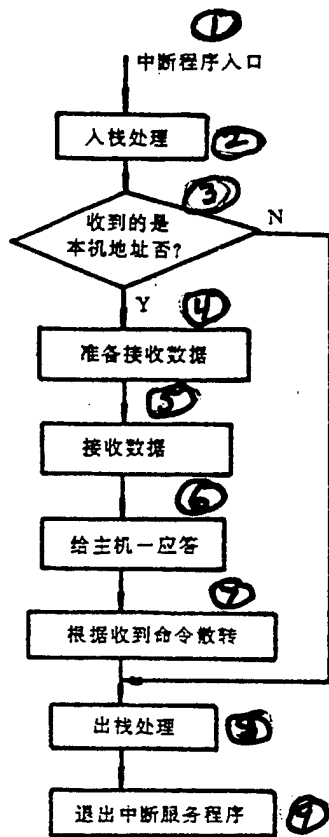 ①
中断程序入口
入栈处理 ②
③
收到的是 N
本机地址否?
Y ④
准备接收数据
⑤
接收数据
⑥
给主机一应答
⑦
根据收到命令散转
出栈处理 ⑧
退出中断服务程序 ⑨